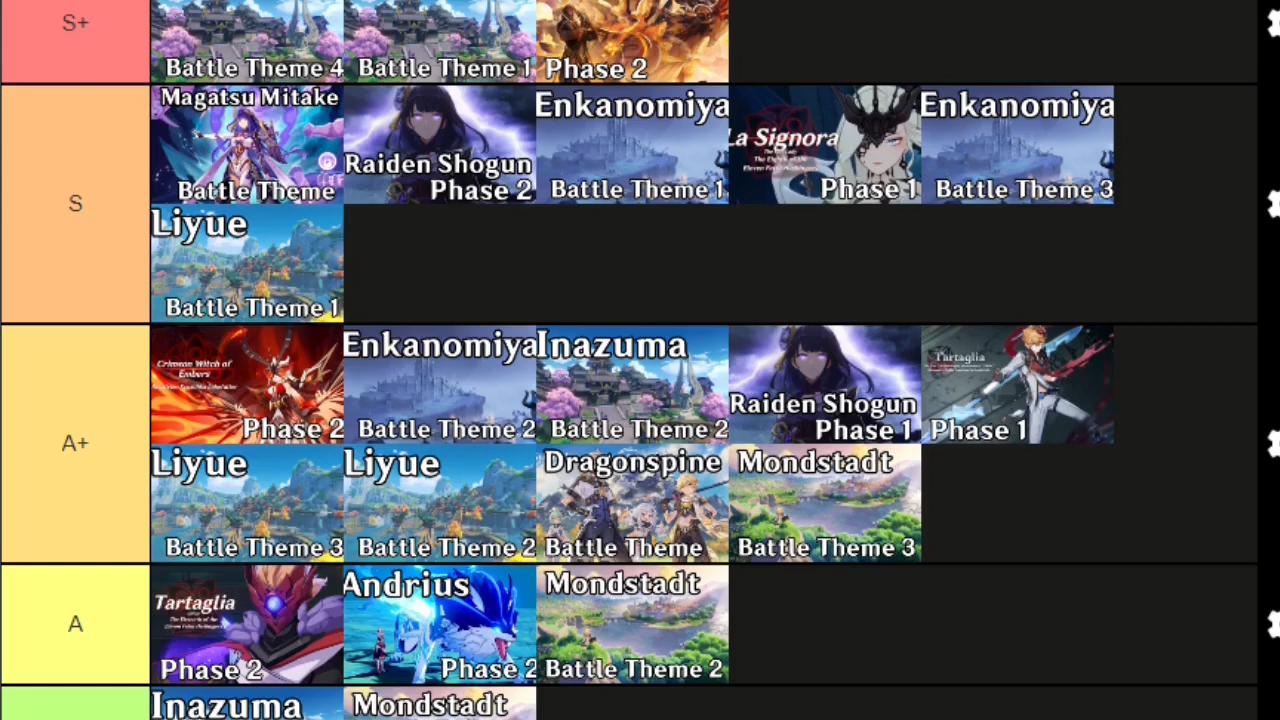 S+
Battle Theme 4
Battle Theme 1
Phase 2
S
Magatsu Mitake
Battle Theme
Raiden Shogun
Phase 2
Enkanomiya
Battle Theme 1
La Signora
Phase 1
Enkanomiya
Battle Theme 3
Liyue
Battle Theme 1
A+
Crimson Witch of
Embers
Phase 2
Enkanomiya
Battle Theme 2
Inazuma
Battle Theme 2
Raiden Shogun
Phase 1
Tartaglia
Phase 1
Liyue
Battle Theme 3
Liyue
Battle Theme 2
Dragonspine
Battle Theme
Mondstadt
Battle Theme 3
A
Tartaglia
Phase 2
Andrius
Phase 2
Mondstadt
Battle Theme 2
Inazuma
Mondstadt